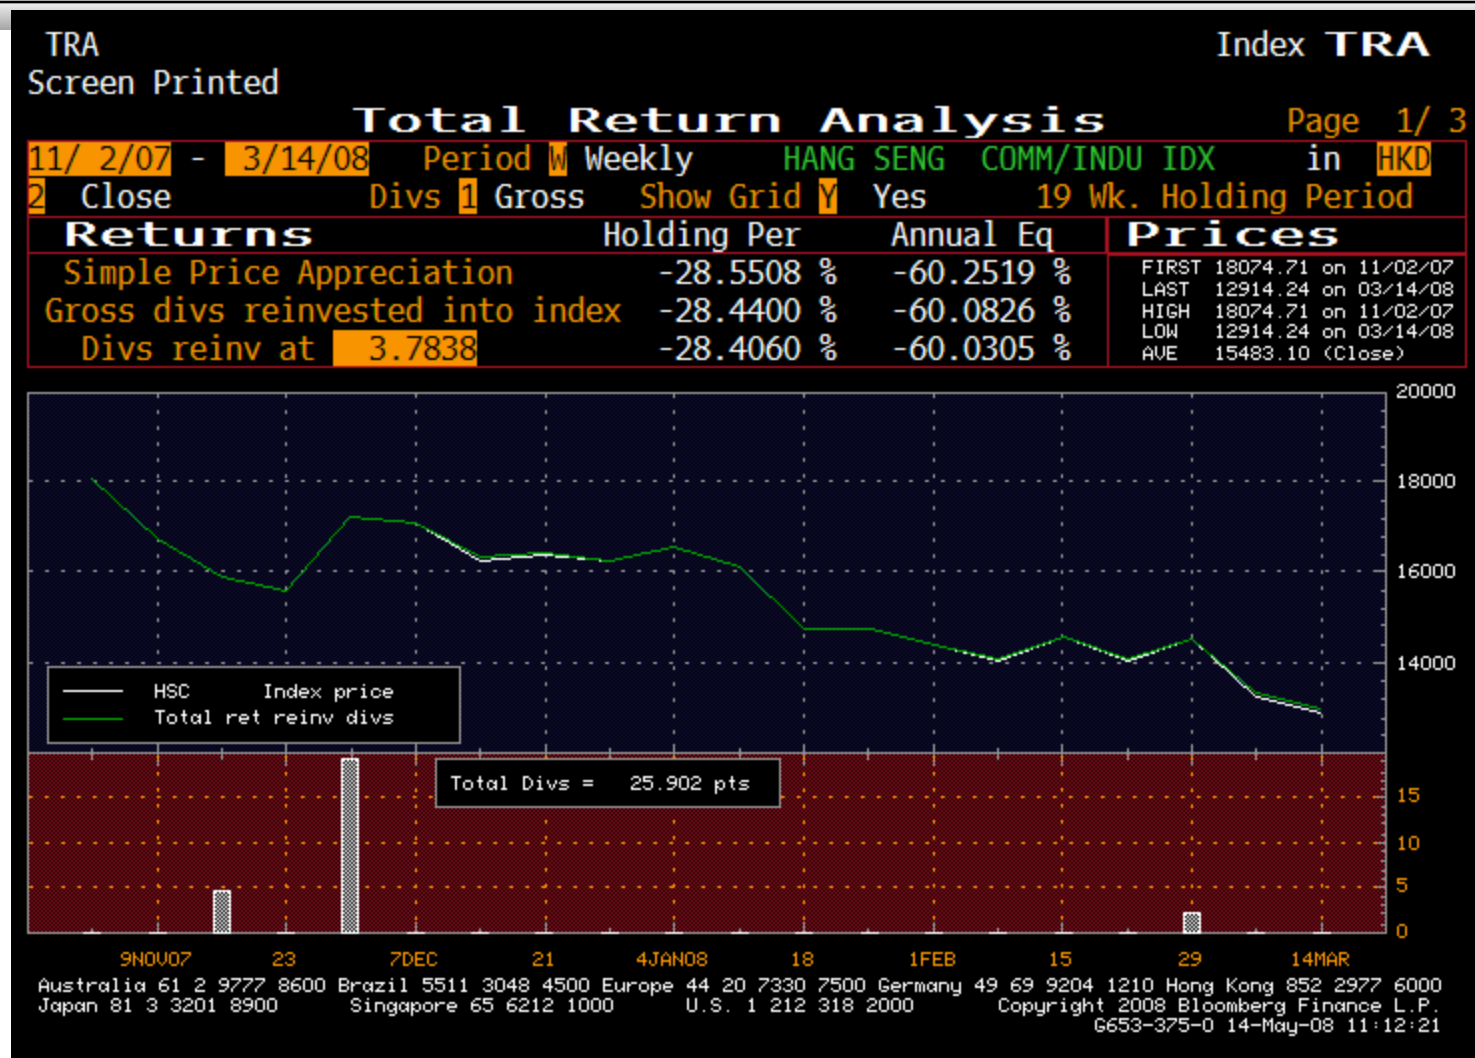 TRA Index TRA
Screen Printed
Total Return Analysis Page 1/ 3
11/ 2/07 - 3/14/08 Period W Weekly HANG SENG COMM/INDU IDX in HKD
2 Close Divs 1 Gross Show Grid Y Yes 19 Wk. Holding Period
Returns Holding Per Annual Eq Prices
Simple Price Appreciation -28.5508 % -60.2519 %
Gross divs reinvested into index -28.4400 % -60.0826 %
Divs reinv at 3.7838 -28.4060 % -60.0305 %
FIRST 18074.71 on 11/02/07
LAST 12914.24 on 03/14/08
HIGH 18074.71 on 11/02/07
LOW 12914.24 on 03/14/08
AVE 15483.10 (Close)
20000
18000
16000
14000
HSC Index price
Total ret reinv divs
Total Divs = 25.902 pts
15
10
5
0
9NOV07 23 7DEC 21 4JAN08 18 1FEB 15 29 14MAR
Australia 61 2 9777 8600 Brazil 5511 3048 4500 Europe 44 20 7330 7500 Germany 49 69 9204 1210 Hong Kong 852 2977 6000
Japan 81 3 3201 8900 Singapore 65 6212 1000 U.S. 1 212 318 2000 Copyright 2008 Bloomberg Finance L.P.
G653-375-0 14-May-08 11:12:21